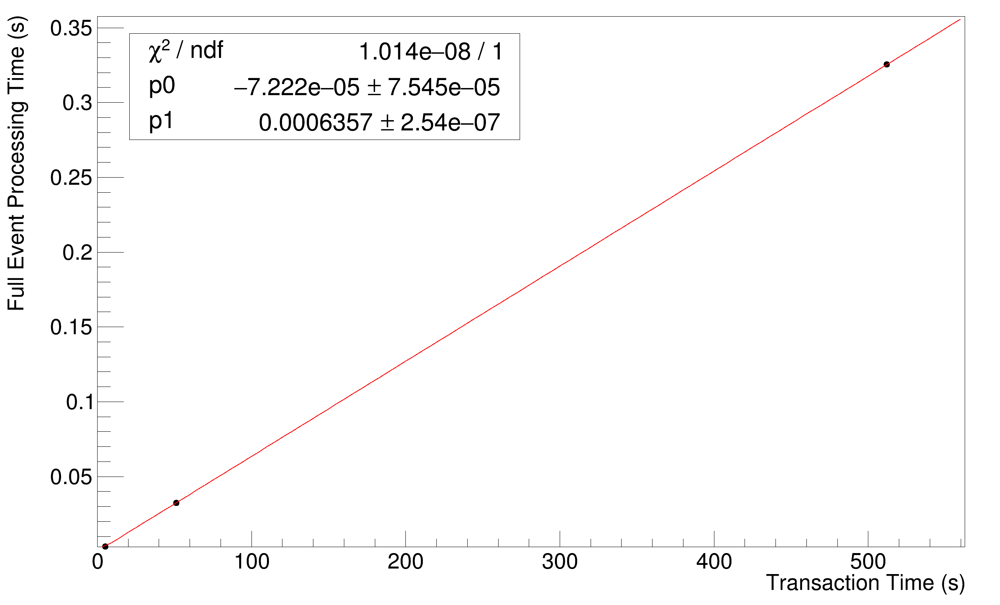 Full Event Processing Time (s)
0.35
0.3
0.25
0.2
0.15
0.1
0.05
χ² / ndf 1.014e−08 / 1
p0 −7.222e−05 ± 7.545e−05
p1 0.0006357 ± 2.54e−07
0 100 200 300 400 500
Transaction Time (s)